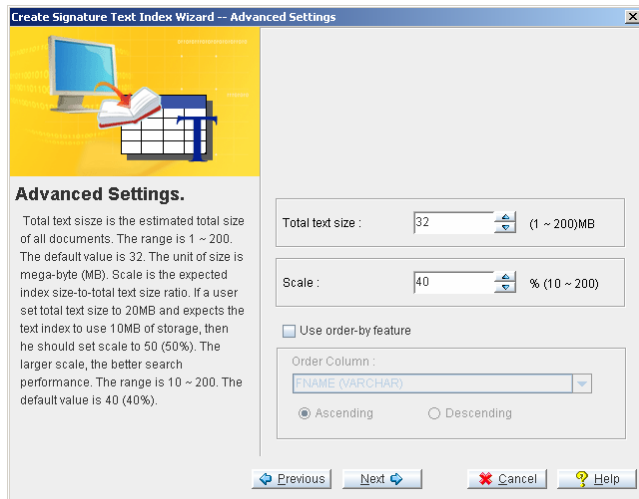 Create Signature Text Index Wizard -- Advanced Settings
T
Advanced Settings.
Total text sisze is the estimated total size
of all documents. The range is 1 ~ 200.
The default value is 32. The unit of size is
mega-byte (MB). Scale is the expected
index size-to-total text size ratio. If a user
set total text size to 20MB and expects the
text index to use 10MB of storage, then
he should set scale to 50 (50%). The
larger scale, the better search
performance. The range is 10 ~ 200. The
default value is 40 (40%).
Total text size : 32 (1 ~ 200)MB
Scale : 40 % (10 ~ 200)
Use order-by feature
Order Column :
FNAME (VARCHAR)
Ascending Descending
Previous Next Cancel Help